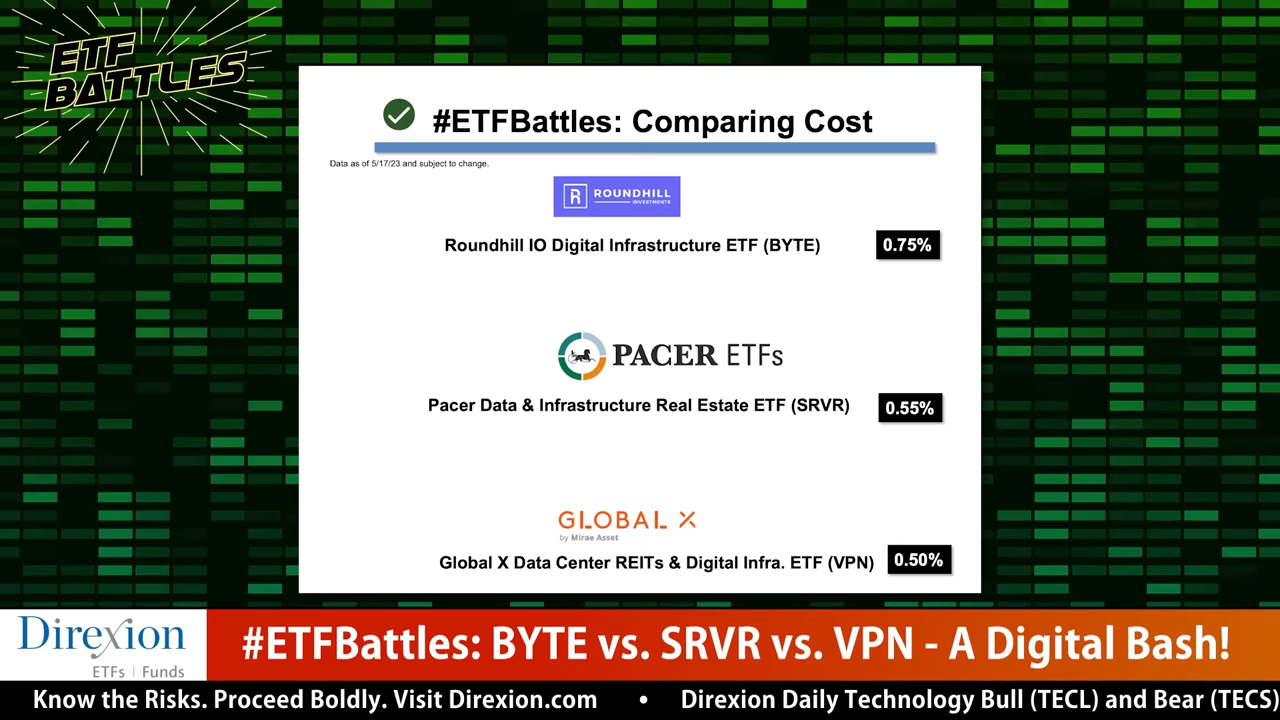 ETF
BATTLES
#ETFBattles: Comparing Cost
Data as of 5/17/23 and subject to change.
R ROUNDHILL
INVESTMENTS
Roundhill IO Digital Infrastructure ETF (BYTE) 0.75%
PACER ETFs
Pacer Data & Infrastructure Real Estate ETF (SRVR) 0.55%
GLOBAL X
by Mirae Asset
Global X Data Center REITs & Digital Infra. ETF (VPN) 0.50%
Direxion
ETFs | Funds
#ETFBattles: BYTE vs. SRVR vs. VPN - A Digital Bash!
Know the Risks. Proceed Boldly. Visit Direxion.com • Direxion Daily Technology Bull (TECL) and Bear (TECS)